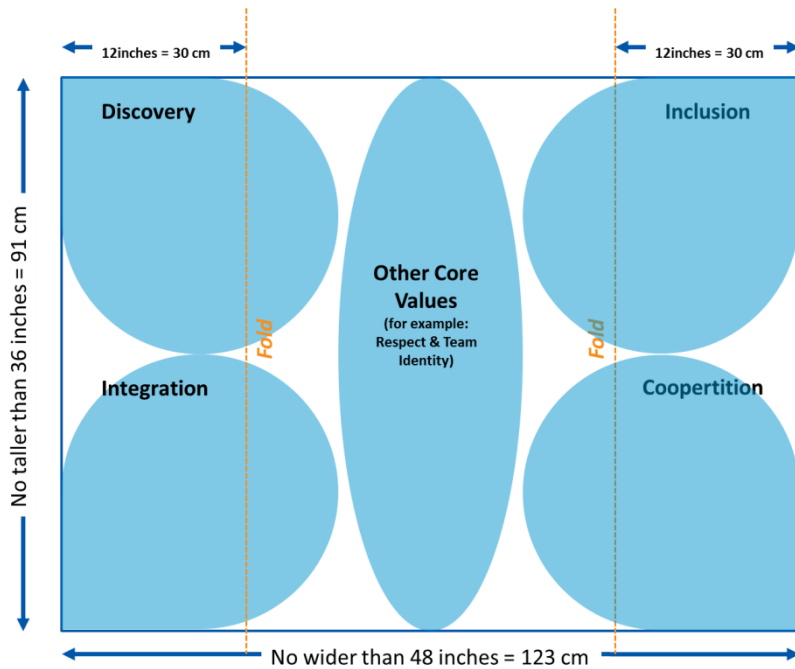 12inches = 30 cm
12inches = 30 cm
Discovery
Inclusion
No taller than 36 inches = 91 cm
Other Core
Values
(for example:
Respect & Team
Identity)
Fold
Fold
Integration
Coopertition
No wider than 48 inches = 123 cm